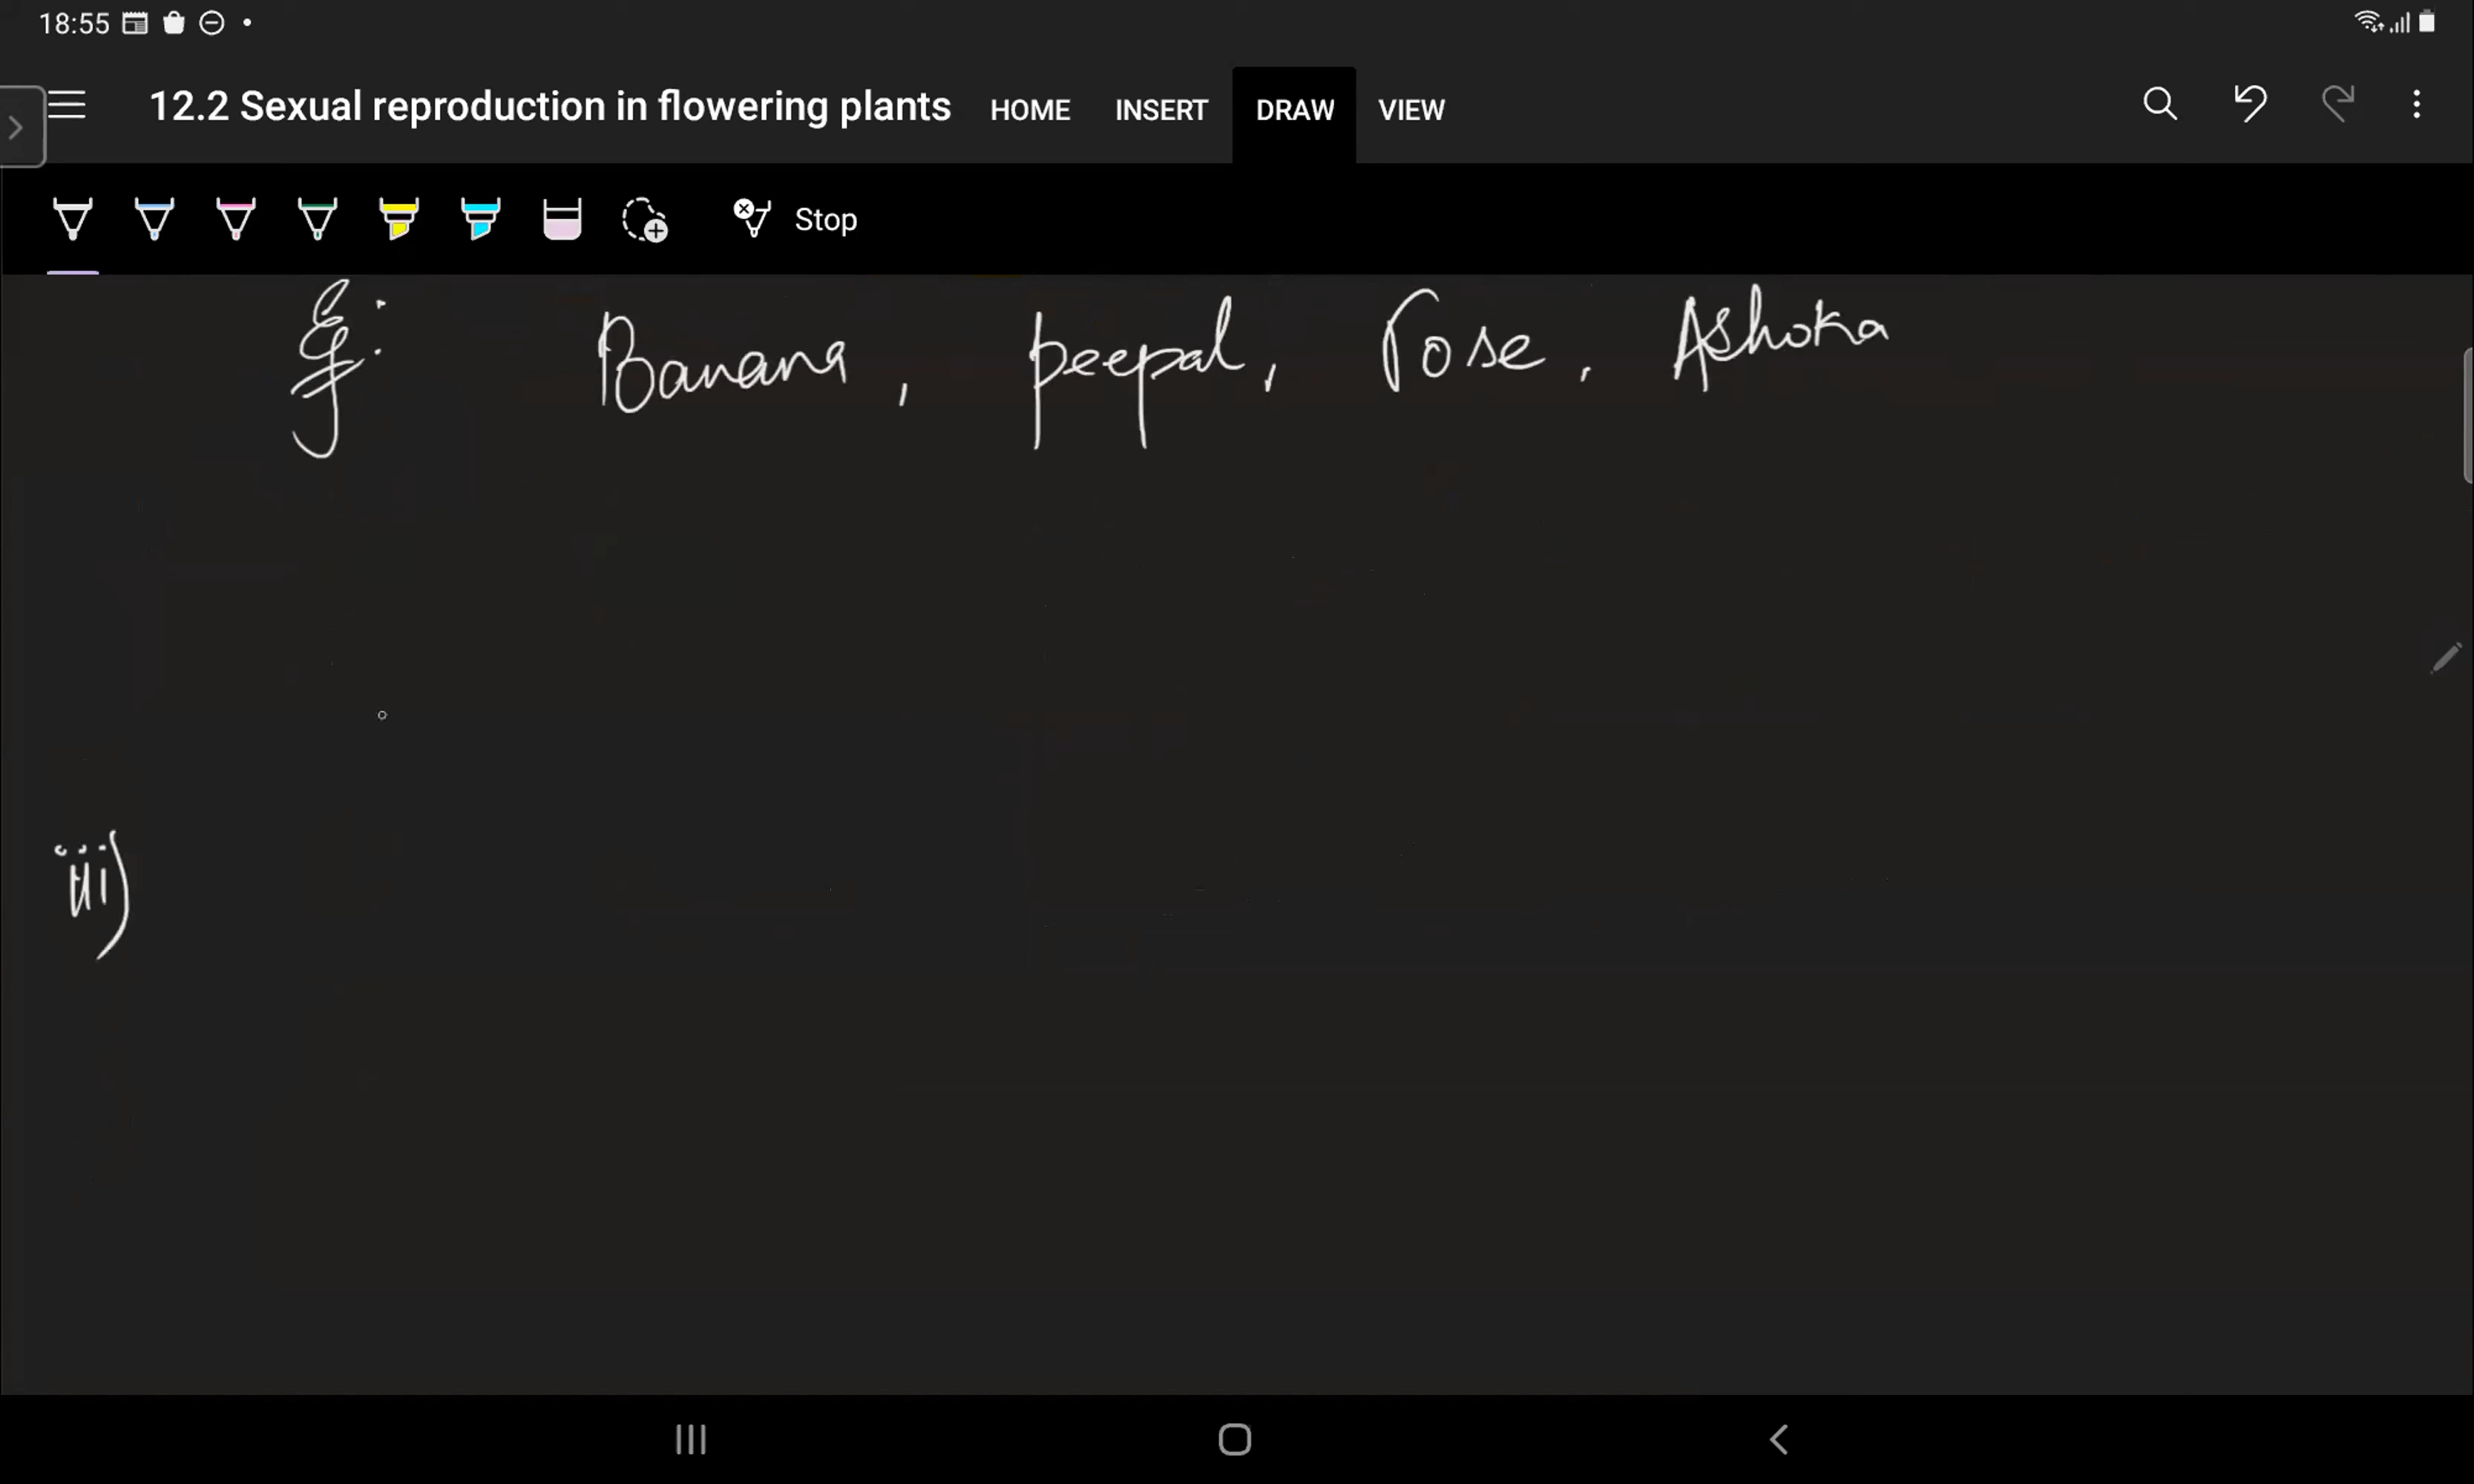 18:55
12.2 Sexual reproduction in flowering plants HOME INSERT DRAW VIEW
Stop
Eg: Banana, peepal, rose, Ashoka
iii)